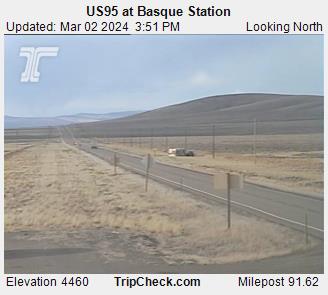 US95 at Basque Station
Updated: Mar 02 2024 3:51 PM Looking North
Elevation 4460 TripCheck.com Milepost 91.62